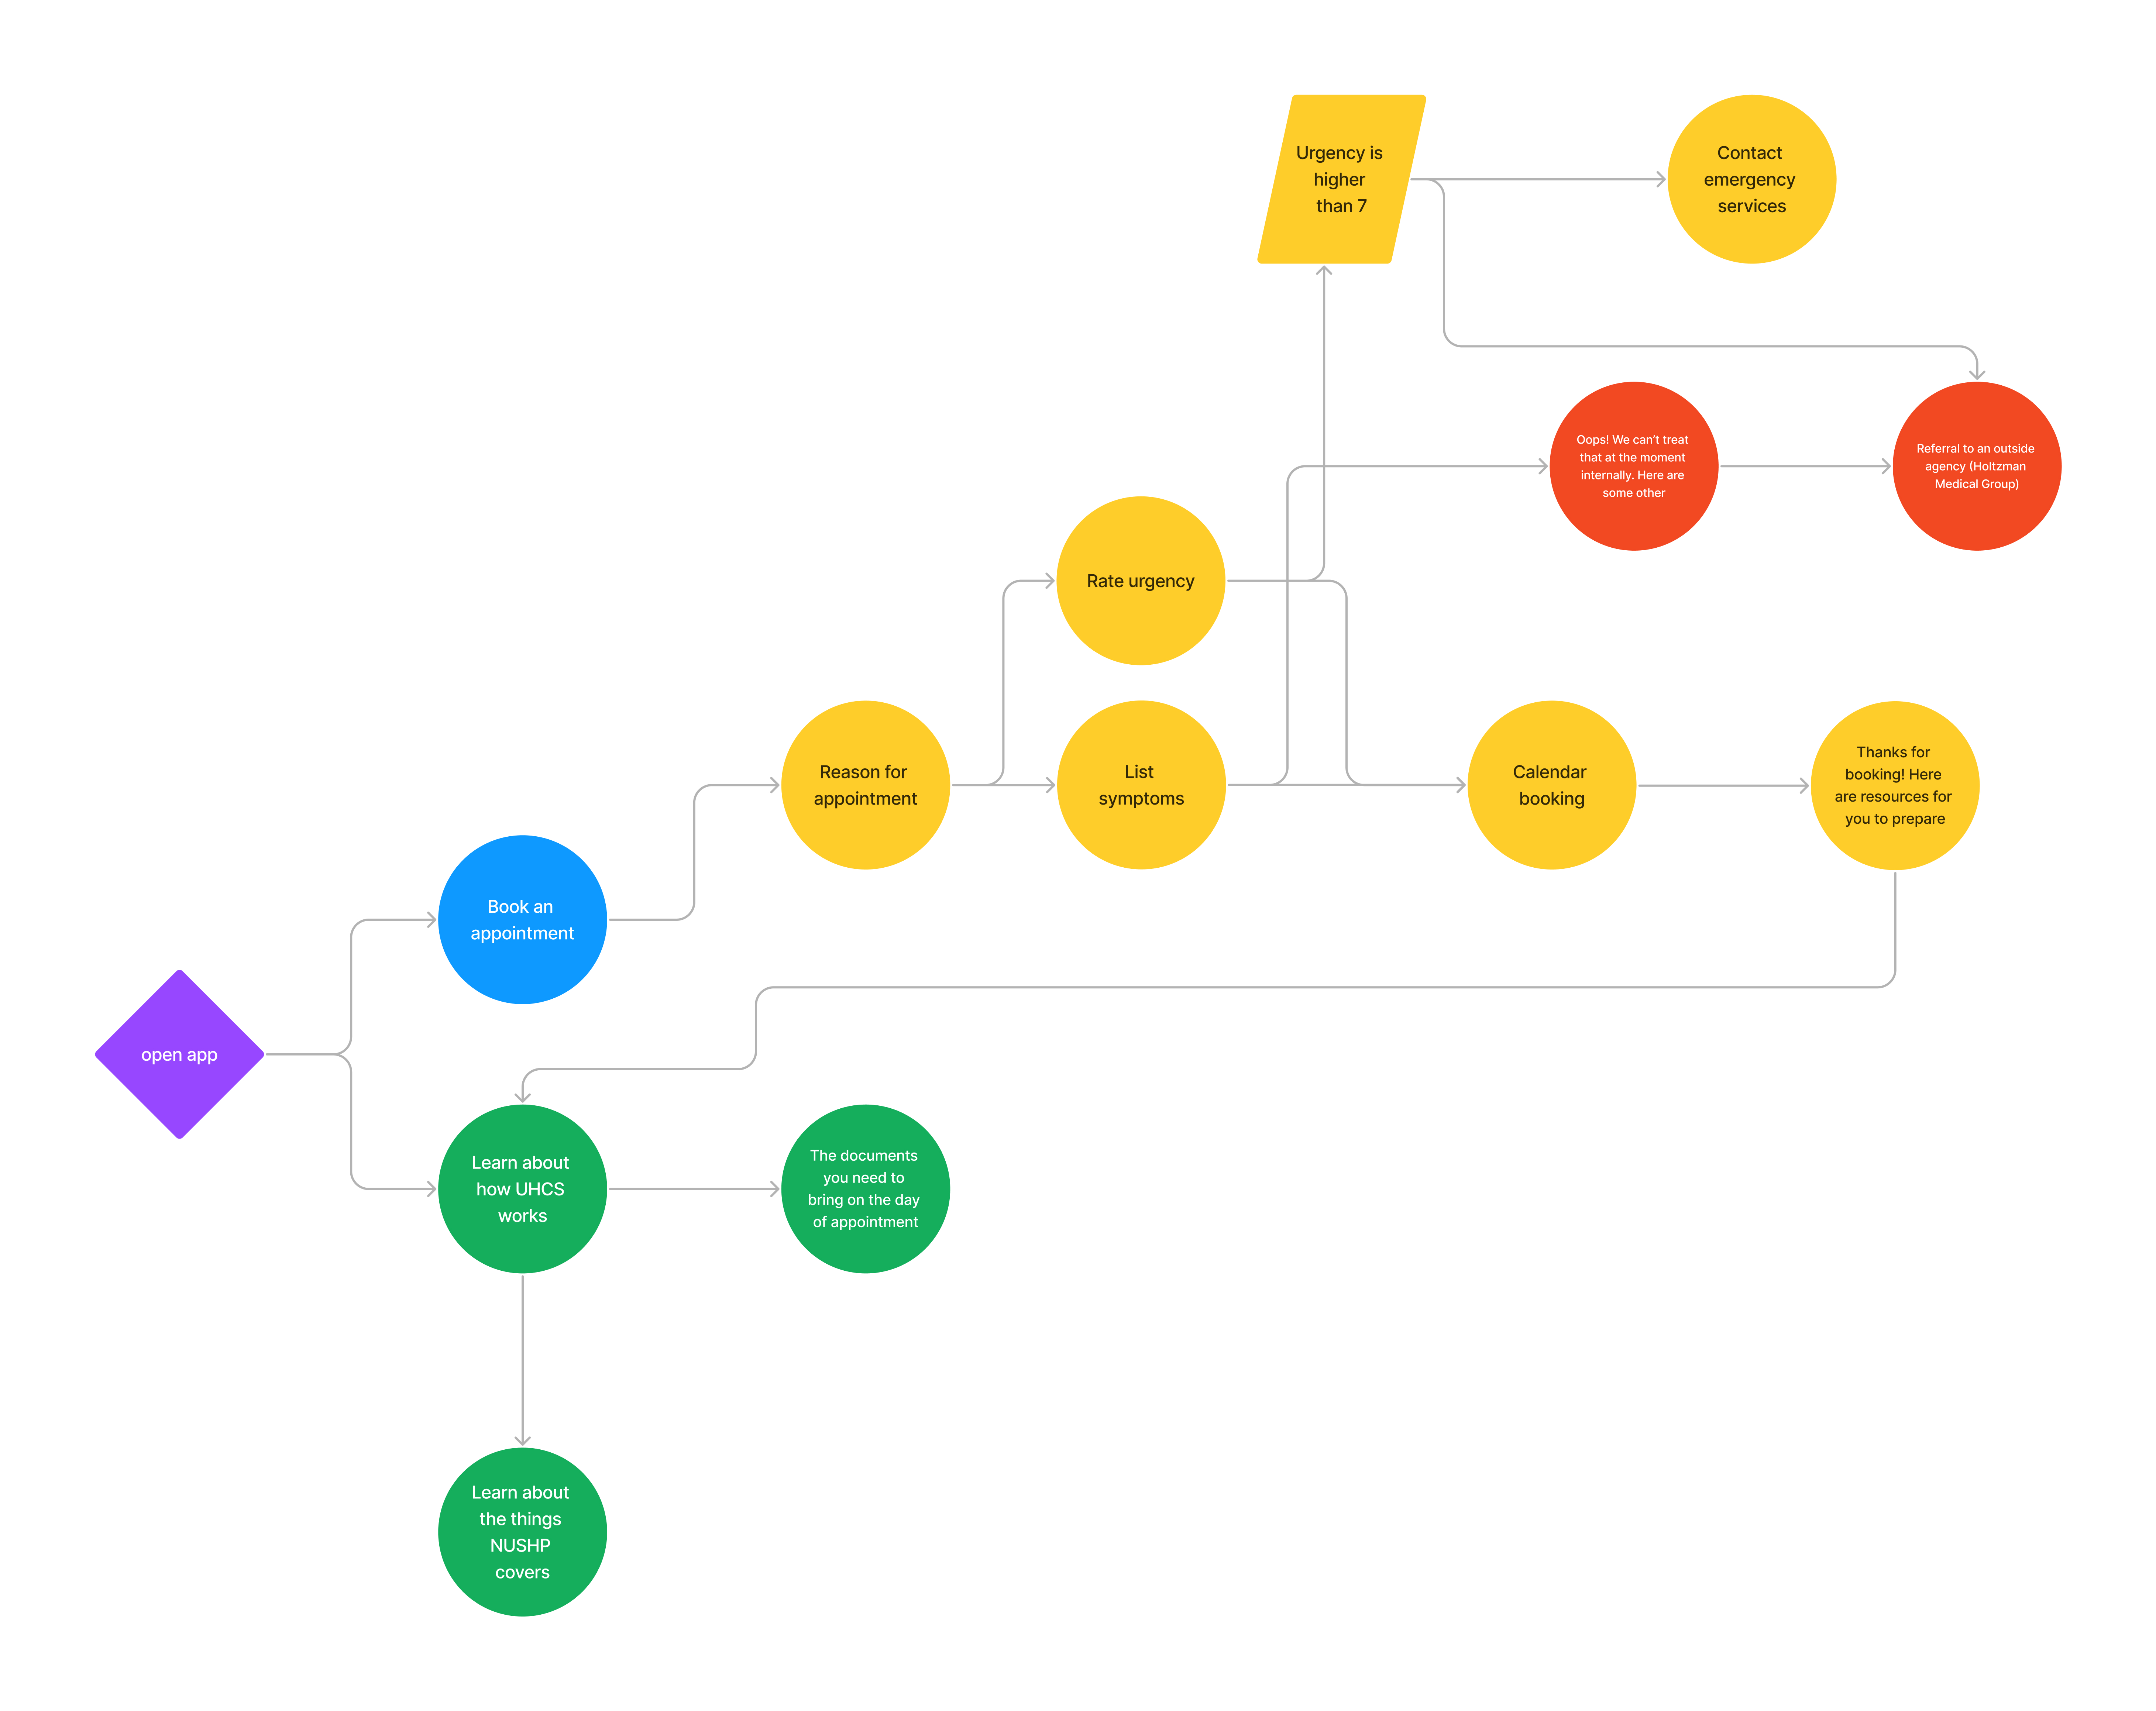 Urgency is
higher
than 7
Contact
emergency
services
Oops! We can't treat
that at the moment
internally. Here are
some other
Referral to an outside
agency (Holtzman
Medical Group)
Rate urgency
Reason for
appointment
List
symptoms
Calendar
booking
Thanks for
booking! Here
are resources for
you to prepare
Book an
appointment
open app
Learn about
how UHCS
works
The documents
you need to
bring on the day
of appointment
Learn about
the things
NUSHP
covers